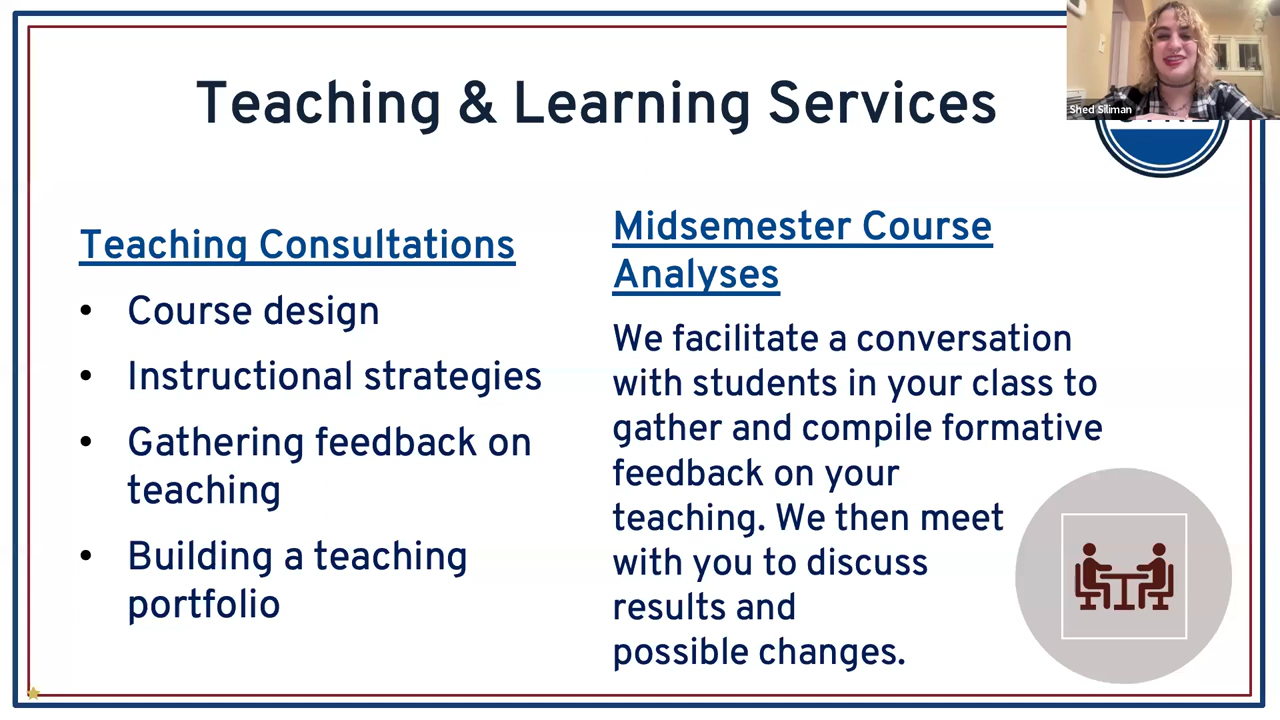 Teaching & Learning Services
Shed Siliman
Teaching Consultations
• Course design
• Instructional strategies
• Gathering feedback on
teaching
• Building a teaching
portfolio
Midsemester Course
Analyses
We facilitate a conversation
with students in your class to
gather and compile formative
feedback on your
teaching. We then meet
with you to discuss
results and
possible changes.